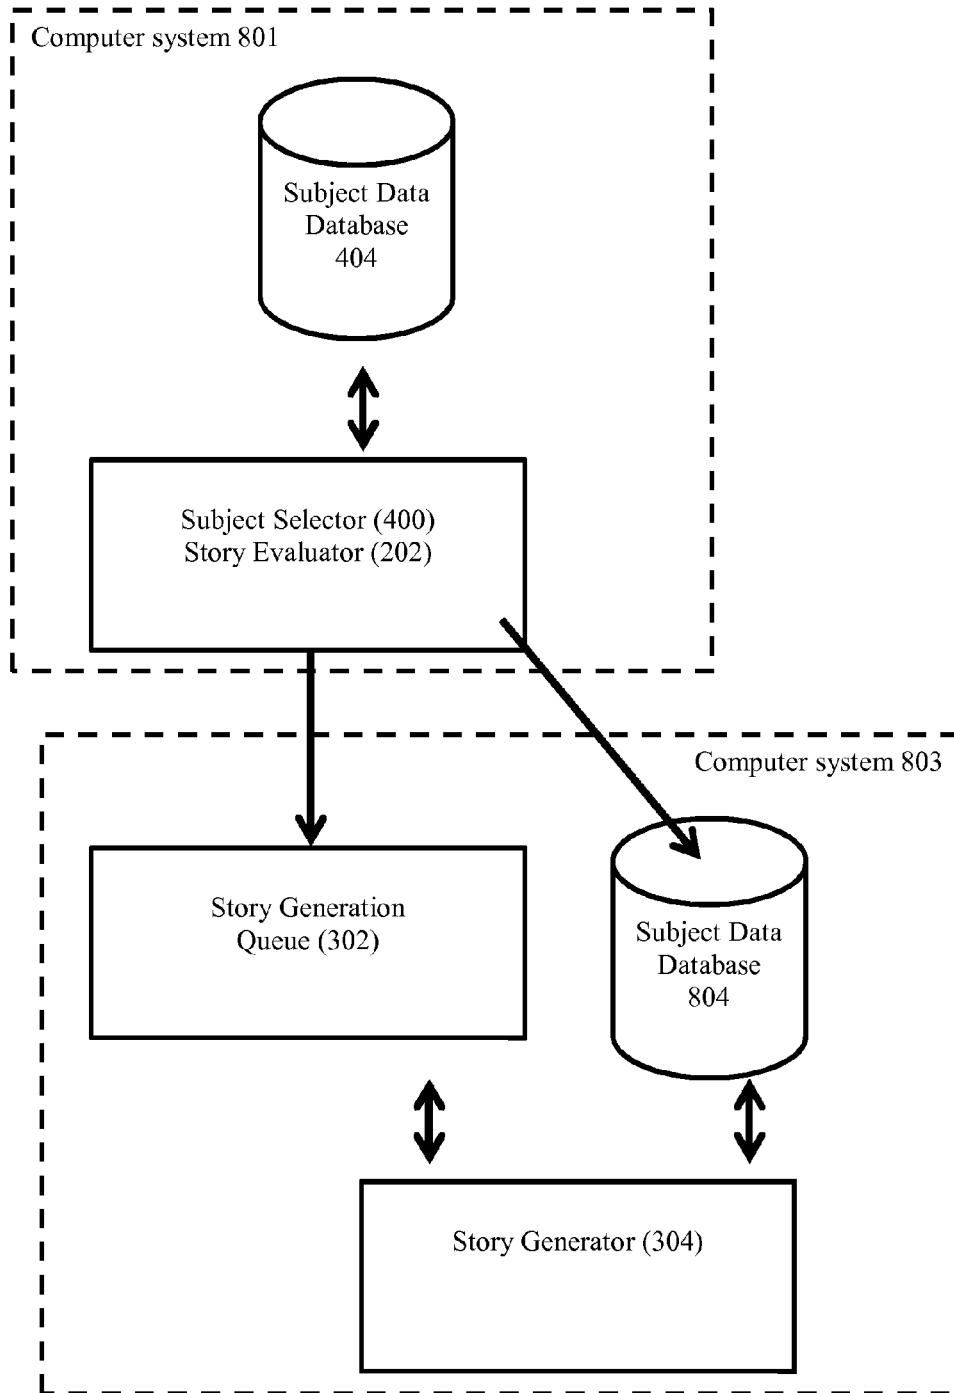 Computer system 801
Subject Data
Database
404
Subject Selector (400)
Story Evaluator (202)
Computer system 803
Story Generation
Queue (302)
Subject Data
Database
804
Story Generator (304)